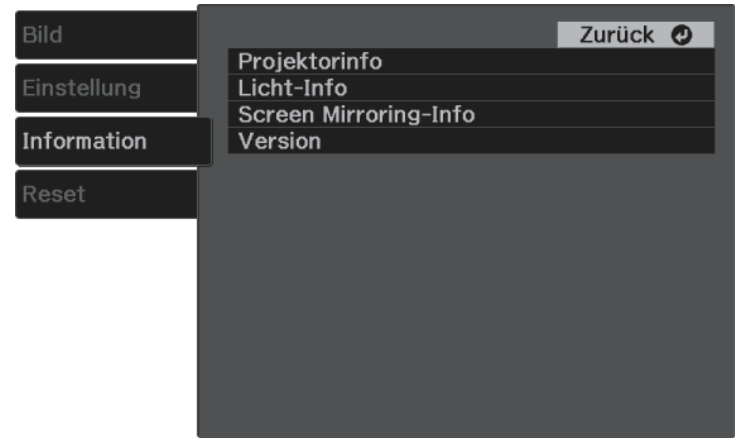 Bild
Einstellung
Information
Reset
Zurück
Projektorinfo
Licht-Info
Screen Mirroring-Info
Version